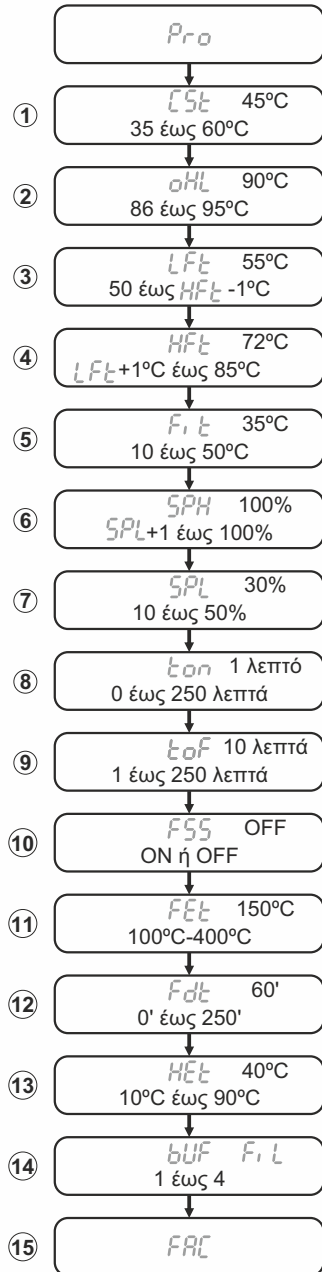 Pro
1 CSt 45ºC
35 έως 60ºC
2 oHL 90ºC
86 έως 95ºC
3 LFt 55ºC
50 έως HFt -1ºC
4 HFt 72ºC
LFt+1ºC έως 85ºC
5 Fit 35ºC
10 έως 50ºC
6 SPH 100%
SPL+1 έως 100%
7 SPL 30%
10 έως 50%
8 ton 1 λεπτό
0 έως 250 λεπτά
9 toF 10 λεπτά
1 έως 250 λεπτά
10 FSS OFF
ON ή OFF
11 FEt 150ºC
100ºC-400ºC
12 Fdt 60'
0' έως 250'
13 HEt 40ºC
10ºC έως 90ºC
14 bUF FiL
1 έως 4
15 FAC